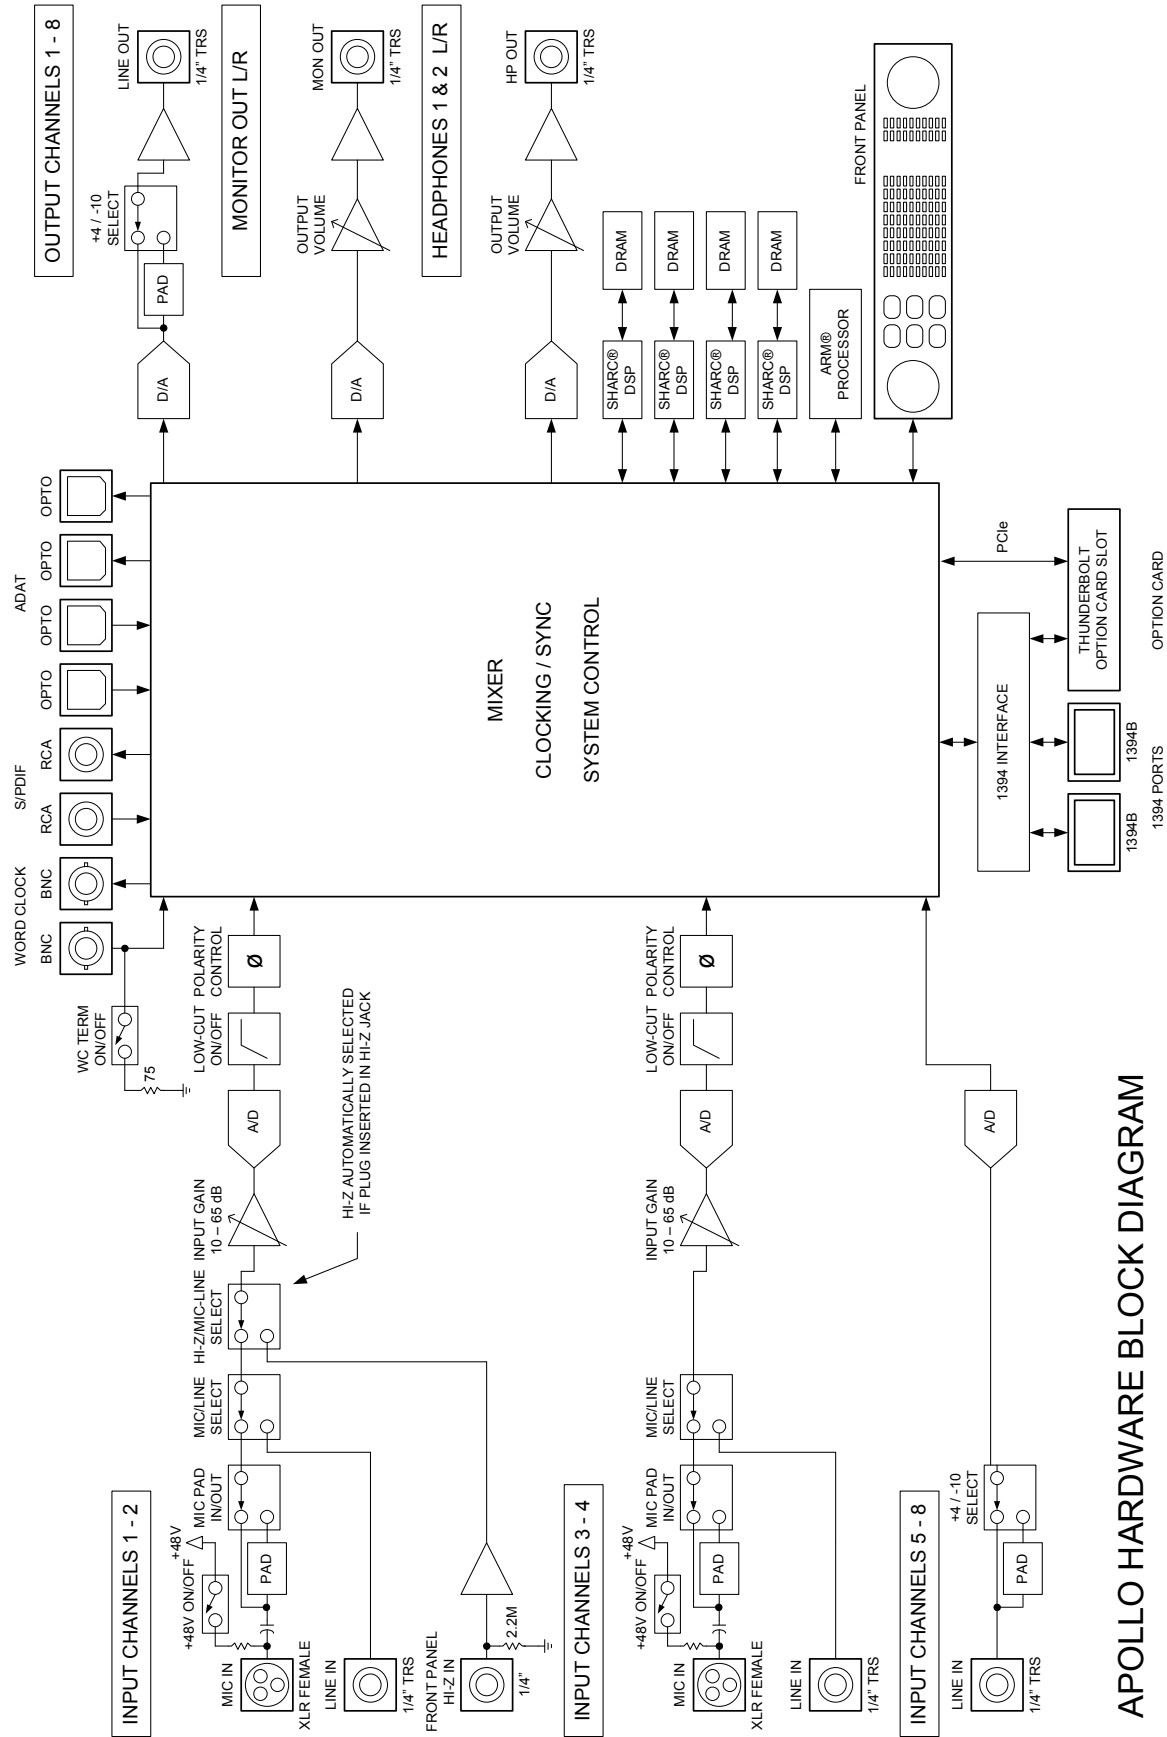 INPUT CHANNELS 1 - 2
MIC IN
XLR FEMALE
+48V ON/OFF
+48V
PAD
MIC PAD
IN/OUT
MIC/LINE
SELECT
HI-Z/MIC-LINE
SELECT
INPUT GAIN
10 – 65 dB
A/D
LOW-CUT
ON/OFF
POLARITY
CONTROL
Ø
LINE IN
1/4" TRS
FRONT PANEL
HI-Z IN
1/4"
2.2M
HI-Z AUTOMATICALLY SELECTED
IF PLUG INSERTED IN HI-Z JACK
WC TERM
ON/OFF
75
WORD CLOCK
BNC
BNC
S/PDIF
RCA
RCA
ADAT
OPTO
OPTO
OPTO
OPTO
INPUT CHANNELS 3 - 4
MIC IN
XLR FEMALE
+48V ON/OFF
+48V
PAD
MIC PAD
IN/OUT
MIC/LINE
SELECT
INPUT GAIN
10 – 65 dB
A/D
LOW-CUT
ON/OFF
POLARITY
CONTROL
Ø
LINE IN
1/4" TRS
INPUT CHANNELS 5 - 8
LINE IN
1/4" TRS
PAD
+4 / -10
SELECT
A/D
MIXER
CLOCKING / SYNC
SYSTEM CONTROL
OUTPUT CHANNELS 1 - 8
D/A
PAD
+4 / -10
SELECT
LINE OUT
1/4" TRS
MONITOR OUT L/R
D/A
OUTPUT
VOLUME
MON OUT
1/4" TRS
HEADPHONES 1 & 2 L/R
D/A
OUTPUT
VOLUME
HP OUT
1/4" TRS
SHARC®
DSP
DRAM
SHARC®
DSP
DRAM
SHARC®
DSP
DRAM
SHARC®
DSP
DRAM
ARM®
PROCESSOR
FRONT PANEL
1394 INTERFACE
PCIe
1394B
1394B
1394 PORTS
THUNDERBOLT
OPTION CARD SLOT
OPTION CARD
APOLLO HARDWARE BLOCK DIAGRAM